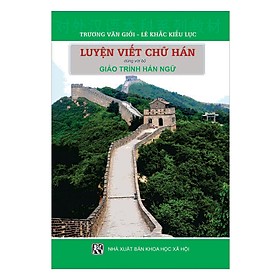 TRƯƠNG VĂN GIỚI - LÊ KHẮC KIỀU LỤC
LUYỆN VIẾT CHỮ HÁN
dùng với bộ
GIÁO TRÌNH HÁN NGỮ
NHÀ XUẤT BẢN KHOA HỌC XÃ HỘI